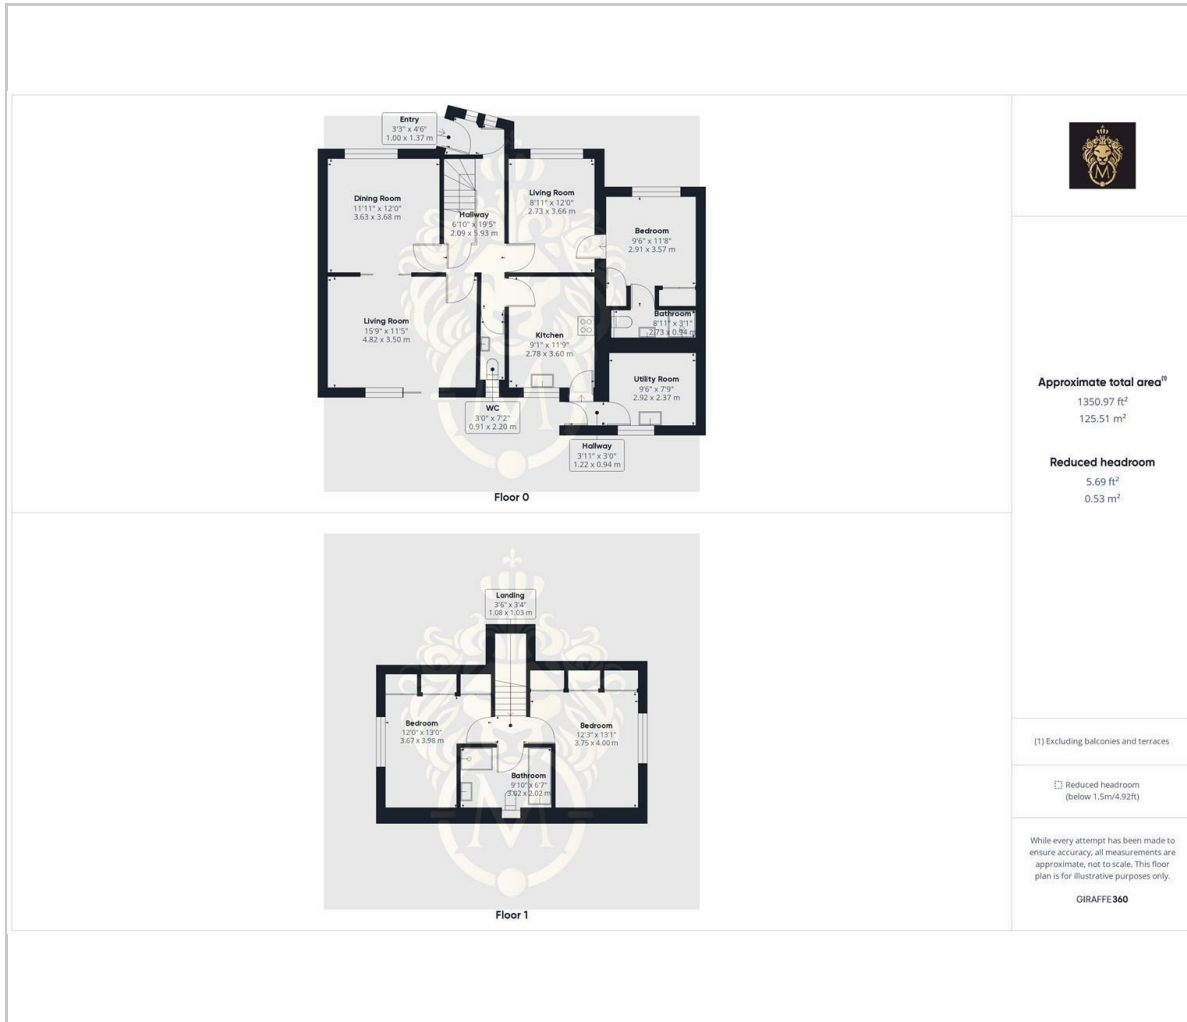 Entry
3'3" x 4'6"
1.00 x 1.37 m
Dining Room
11'11" x 12'0"
3.63 x 3.68 m
Hallway
6'10" x 19'5"
2.09 x 5.93 m
Living Room
8'11" x 12'0"
2.73 x 3.66 m
Bedroom
9'6" x 11'8"
2.91 x 3.57 m
Living Room
15'9" x 11'5"
4.82 x 3.50 m
Kitchen
9'1" x 11'9"
2.78 x 3.60 m
Bathroom
8'11" x 3'1"
2.73 x 0.94 m
Utility Room
9'6" x 7'9"
2.92 x 2.37 m
WC
3'0" x 7'2"
0.91 x 2.20 m
Hallway
3'11" x 3'0"
1.22 x 0.94 m
Floor 0
Landing
3'6" x 3'4"
1.08 x 1.03 m
Bedroom
12'0" x 13'0"
3.67 x 3.98 m
Bedroom
12'3" x 13'1"
3.75 x 4.00 m
Bathroom
9'10" x 6'7"
3.02 x 2.02 m
M
Floor 1
M
Approximate total area(1)
1350.97 ft²
125.51 m²
Reduced headroom
5.69 ft²
0.53 m²
(1) Excluding balconies and terraces
Reduced headroom
(below 1.5m/4.92ft)
While every attempt has been made to
ensure accuracy, all measurements are
approximate, not to scale. This floor
plan is for illustrative purposes only.
GIRAFFE360